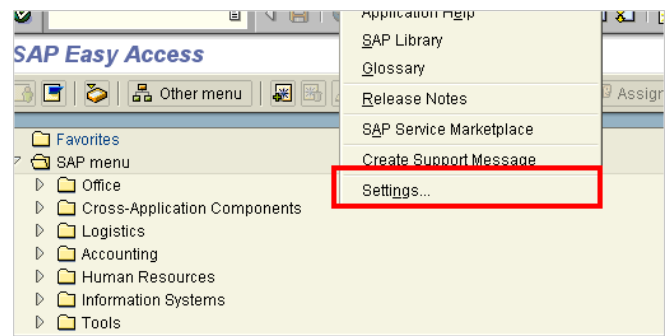 Application Help
SAP Easy Access
SAP Library
Glossary
Other menu
Release Notes
Assign
SAP Service Marketplace
Create Support Message
Settings...
Favorites
SAP menu
Office
Cross-Application Components
Logistics
Accounting
Human Resources
Information Systems
Tools